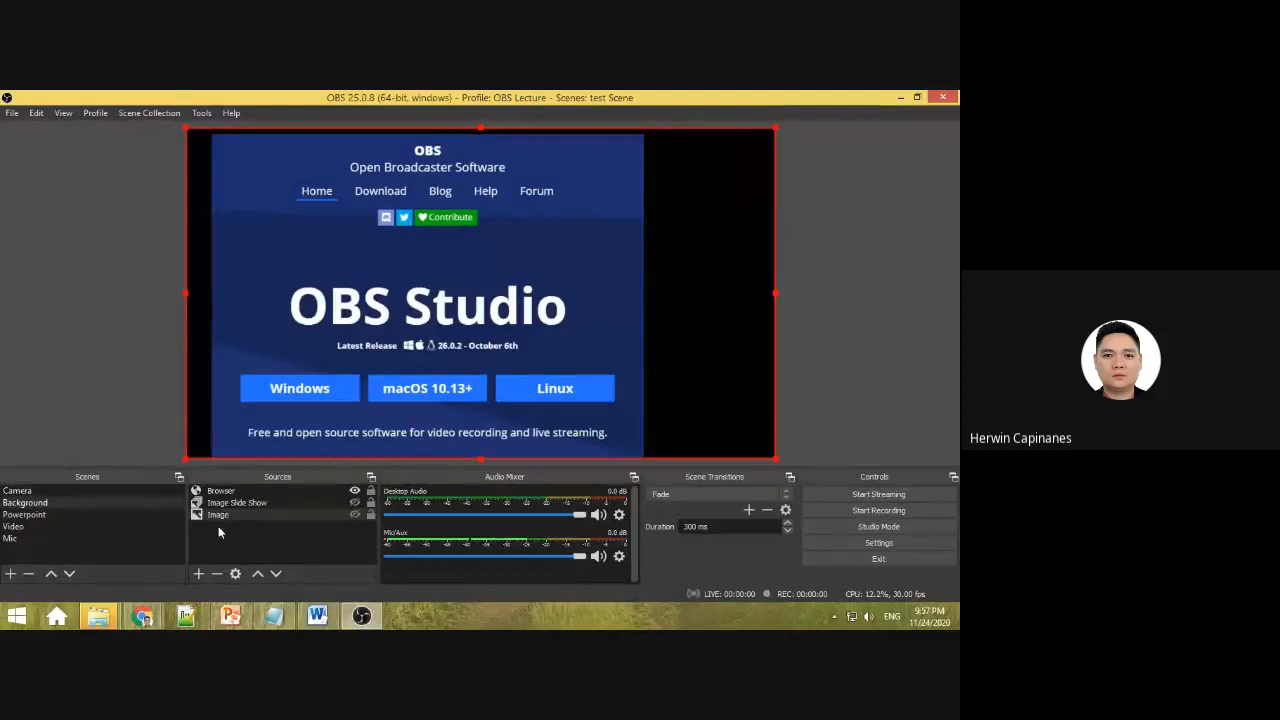 OBS 25.0.8 (64-bit, windows) - Profile: OBS Lecture - Scenes: test Scene
File Edit View Profile Scene Collection Tools Help
OBS
Open Broadcaster Software
Home Download Blog Help Forum
Contribute
OBS Studio
Latest Release 26.0.2 - October 6th
Windows macOS 10.13+ Linux
Free and open source software for video recording and live streaming.
Herwin Capinanes
Scenes
Camera
Background
Powerpoint
Video
Mic
Sources
Browser
Image Slide Show
Image
Audio Mixer
Desktop Audio 0.0 dB
Mic/Aux 0.0 dB
Scene Transitions
Fade
Duration 300 ms
Controls
Start Streaming
Start Recording
Studio Mode
Settings
Exit
LIVE: 00:00:00 REC: 00:00:00 CPU: 12.2%, 30.00 fps
ENG
9:57 PM
11/24/2020